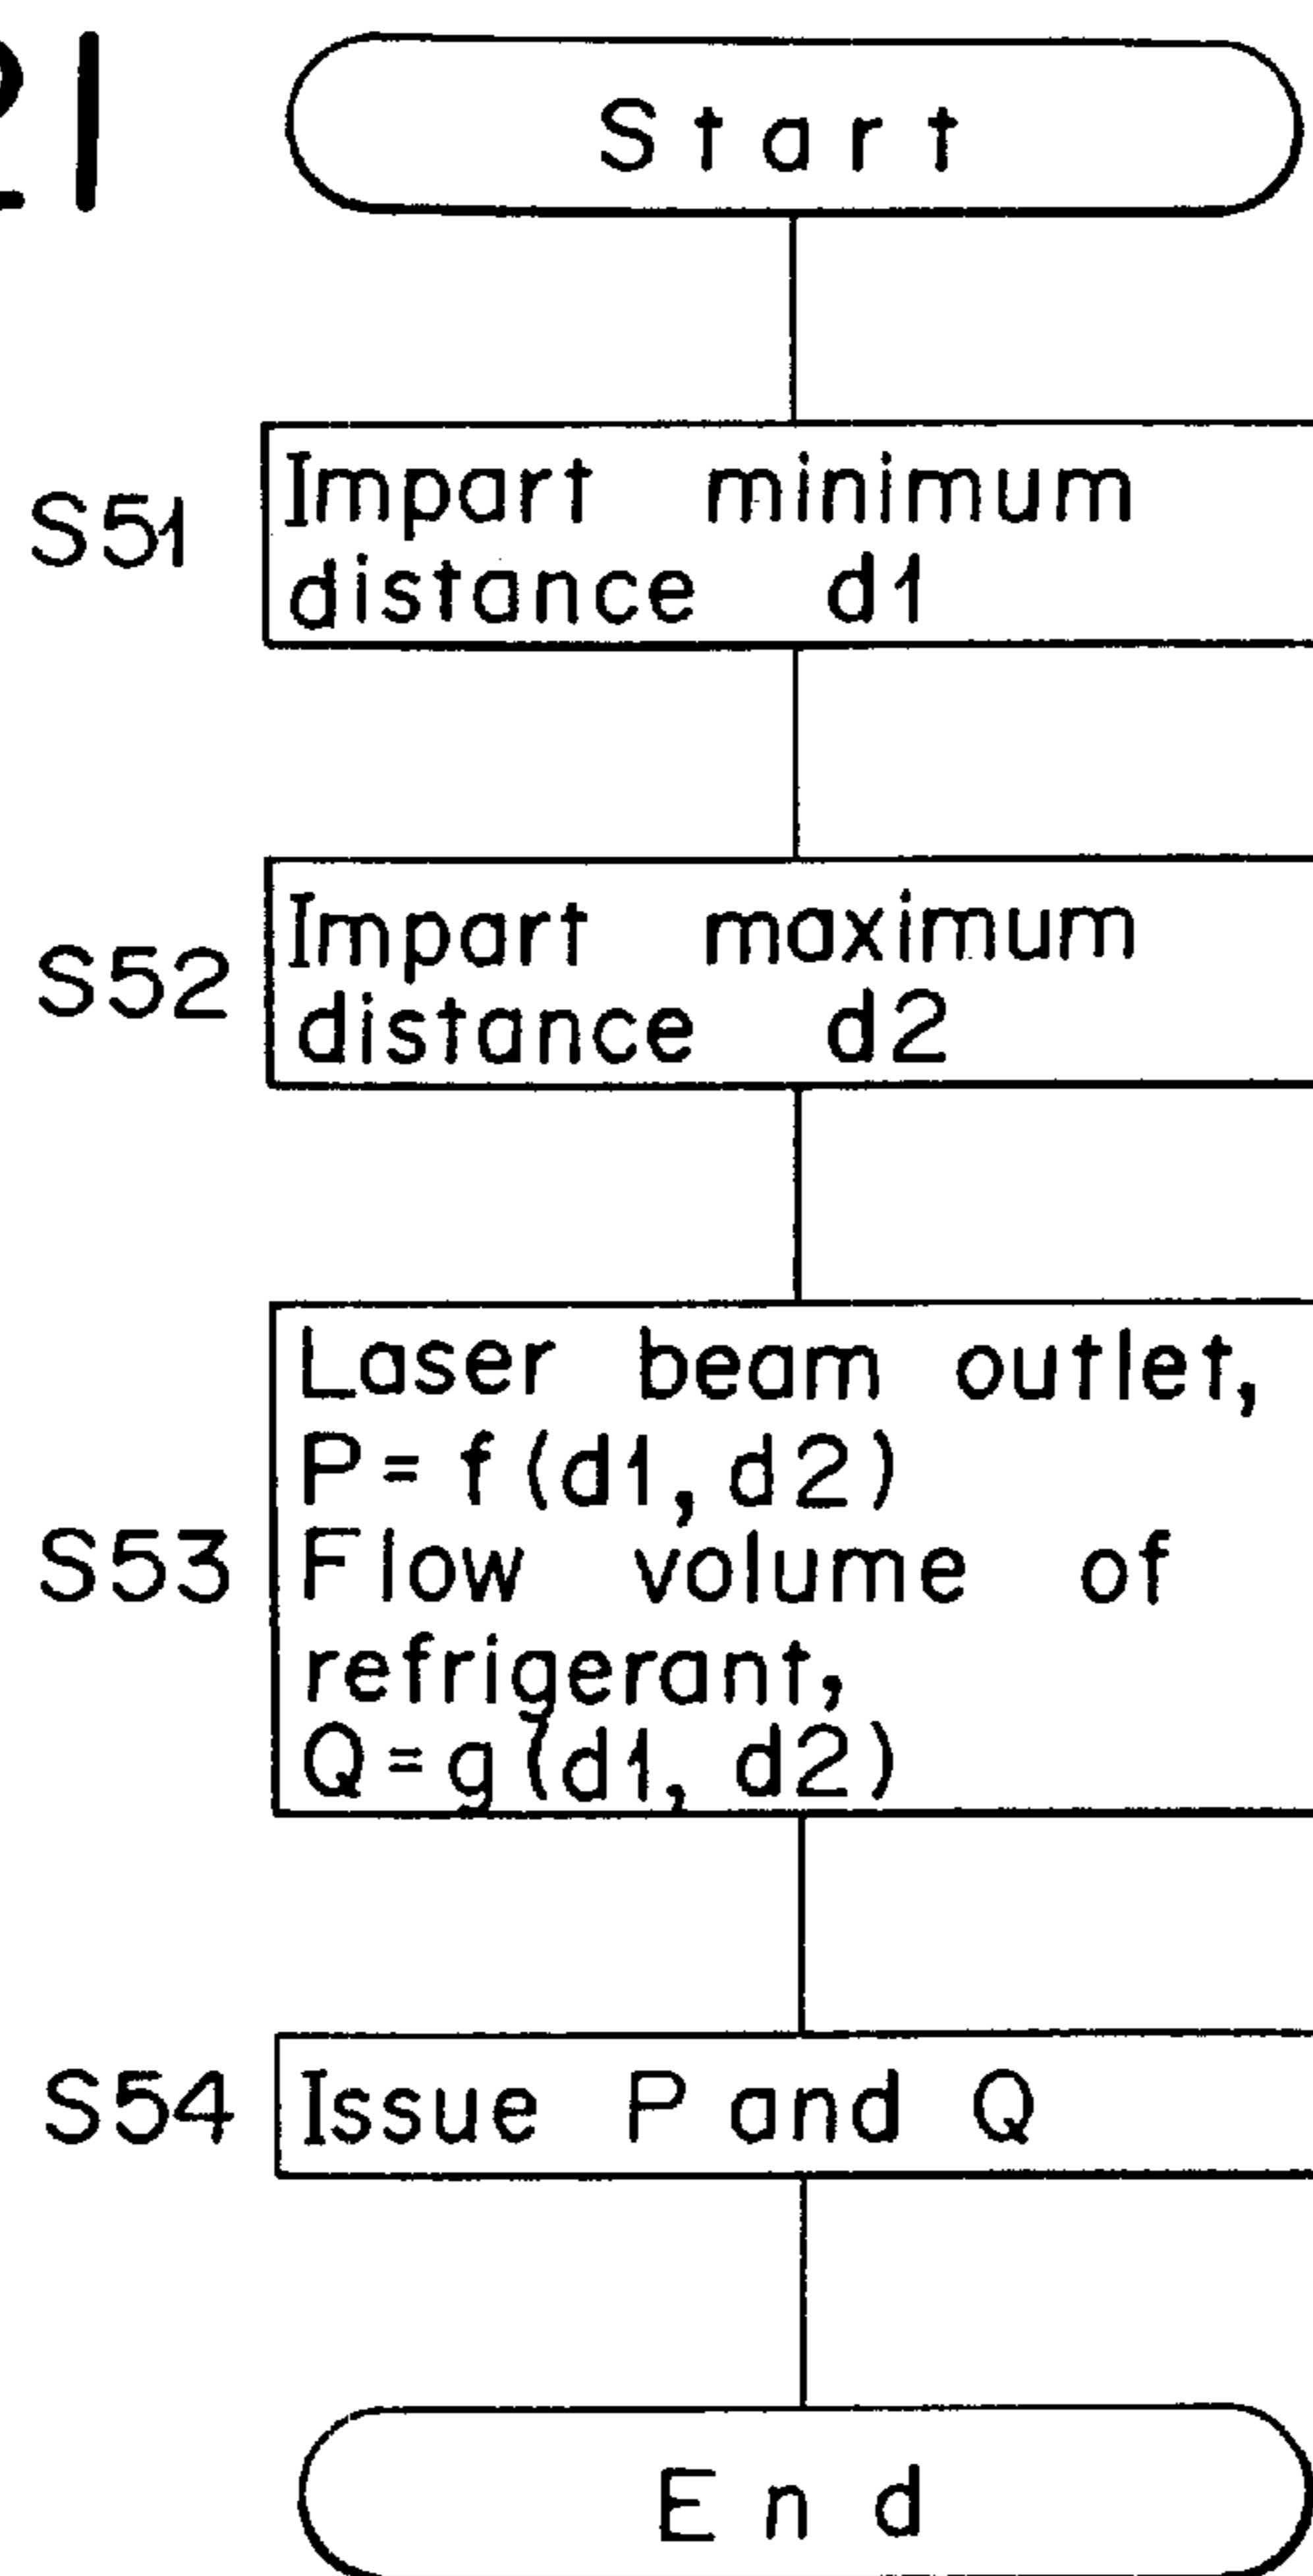 21
Start
S51
Impart minimum
distance d1
S52
Impart maximum
distance d2
S53
Laser beam outlet,
P=f(d1,d2)
Flow volume of
refrigerant,
Q=g(d1, d2)
S54
Issue P and Q
End